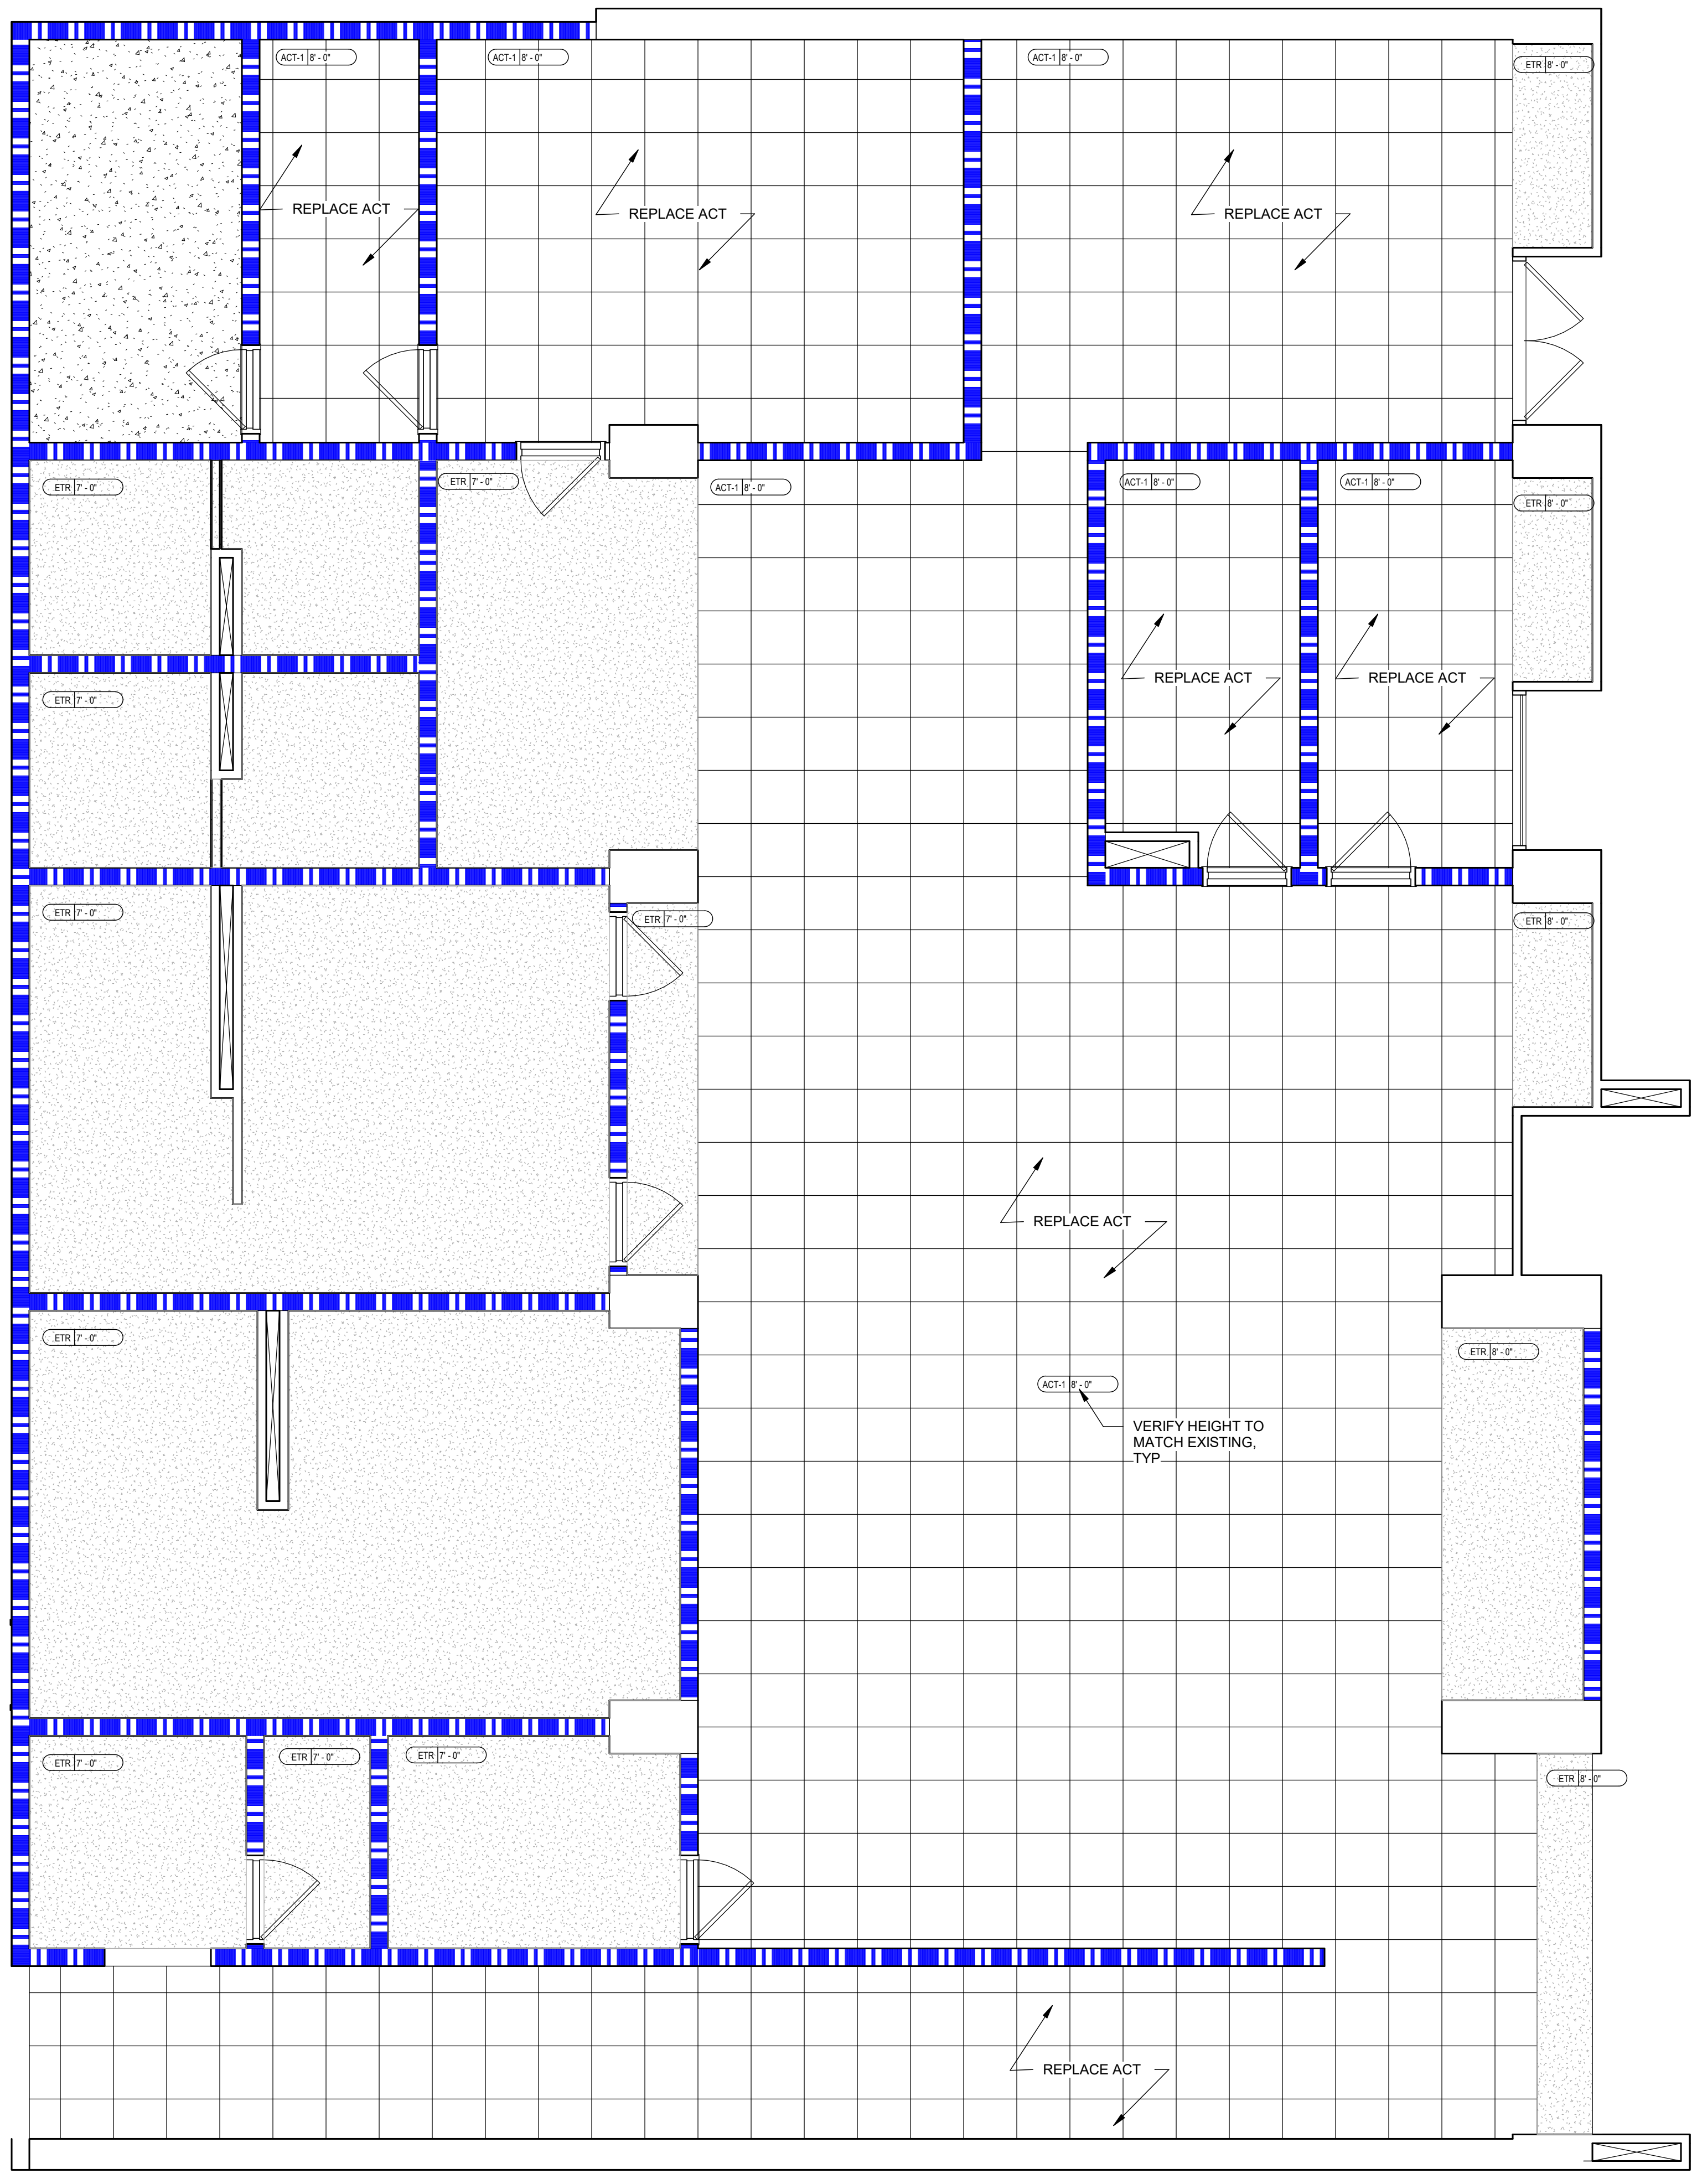 ACT-1 8' - 0"
ACT-1 8' - 0"
ACT-1 8' - 0"
ETR 8' - 0"
REPLACE ACT
REPLACE ACT
REPLACE ACT
ETR 7' - 0"
ETR 7' - 0"
ACT-1 8' - 0"
ACT-1 8' - 0"
ACT-1 8' - 0"
ETR 8' - 0"
REPLACE ACT
REPLACE ACT
ETR 7' - 0"
ETR 7' - 0"
ETR 7' - 0"
ETR 8' - 0"
REPLACE ACT
ETR 7' - 0"
ETR 8' - 0"
ACT-1 8' - 0"
VERIFY HEIGHT TO
MATCH EXISTING,
TYP
ETR 7' - 0"
ETR 7' - 0"
ETR 7' - 0"
ETR 8' - 0"
REPLACE ACT